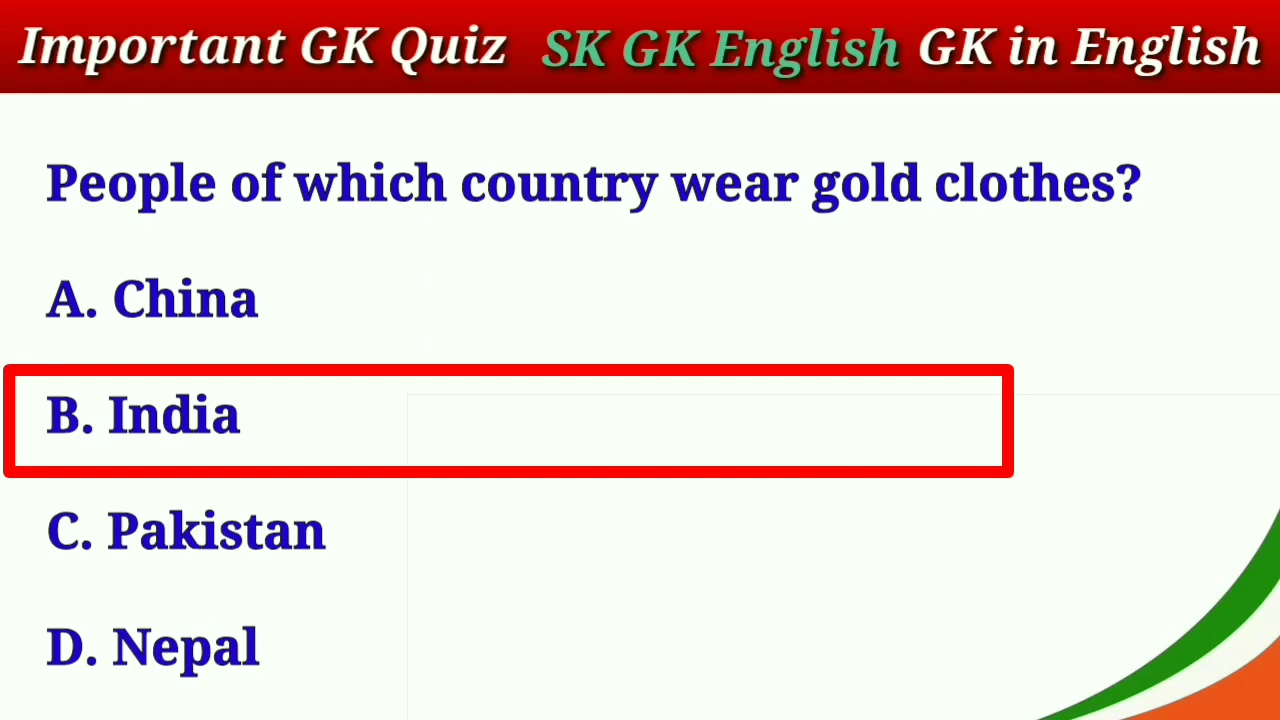 Important GK Quiz SK GK English GK in English
People of which country wear gold clothes?
A. China
B. India
C. Pakistan
D. Nepal